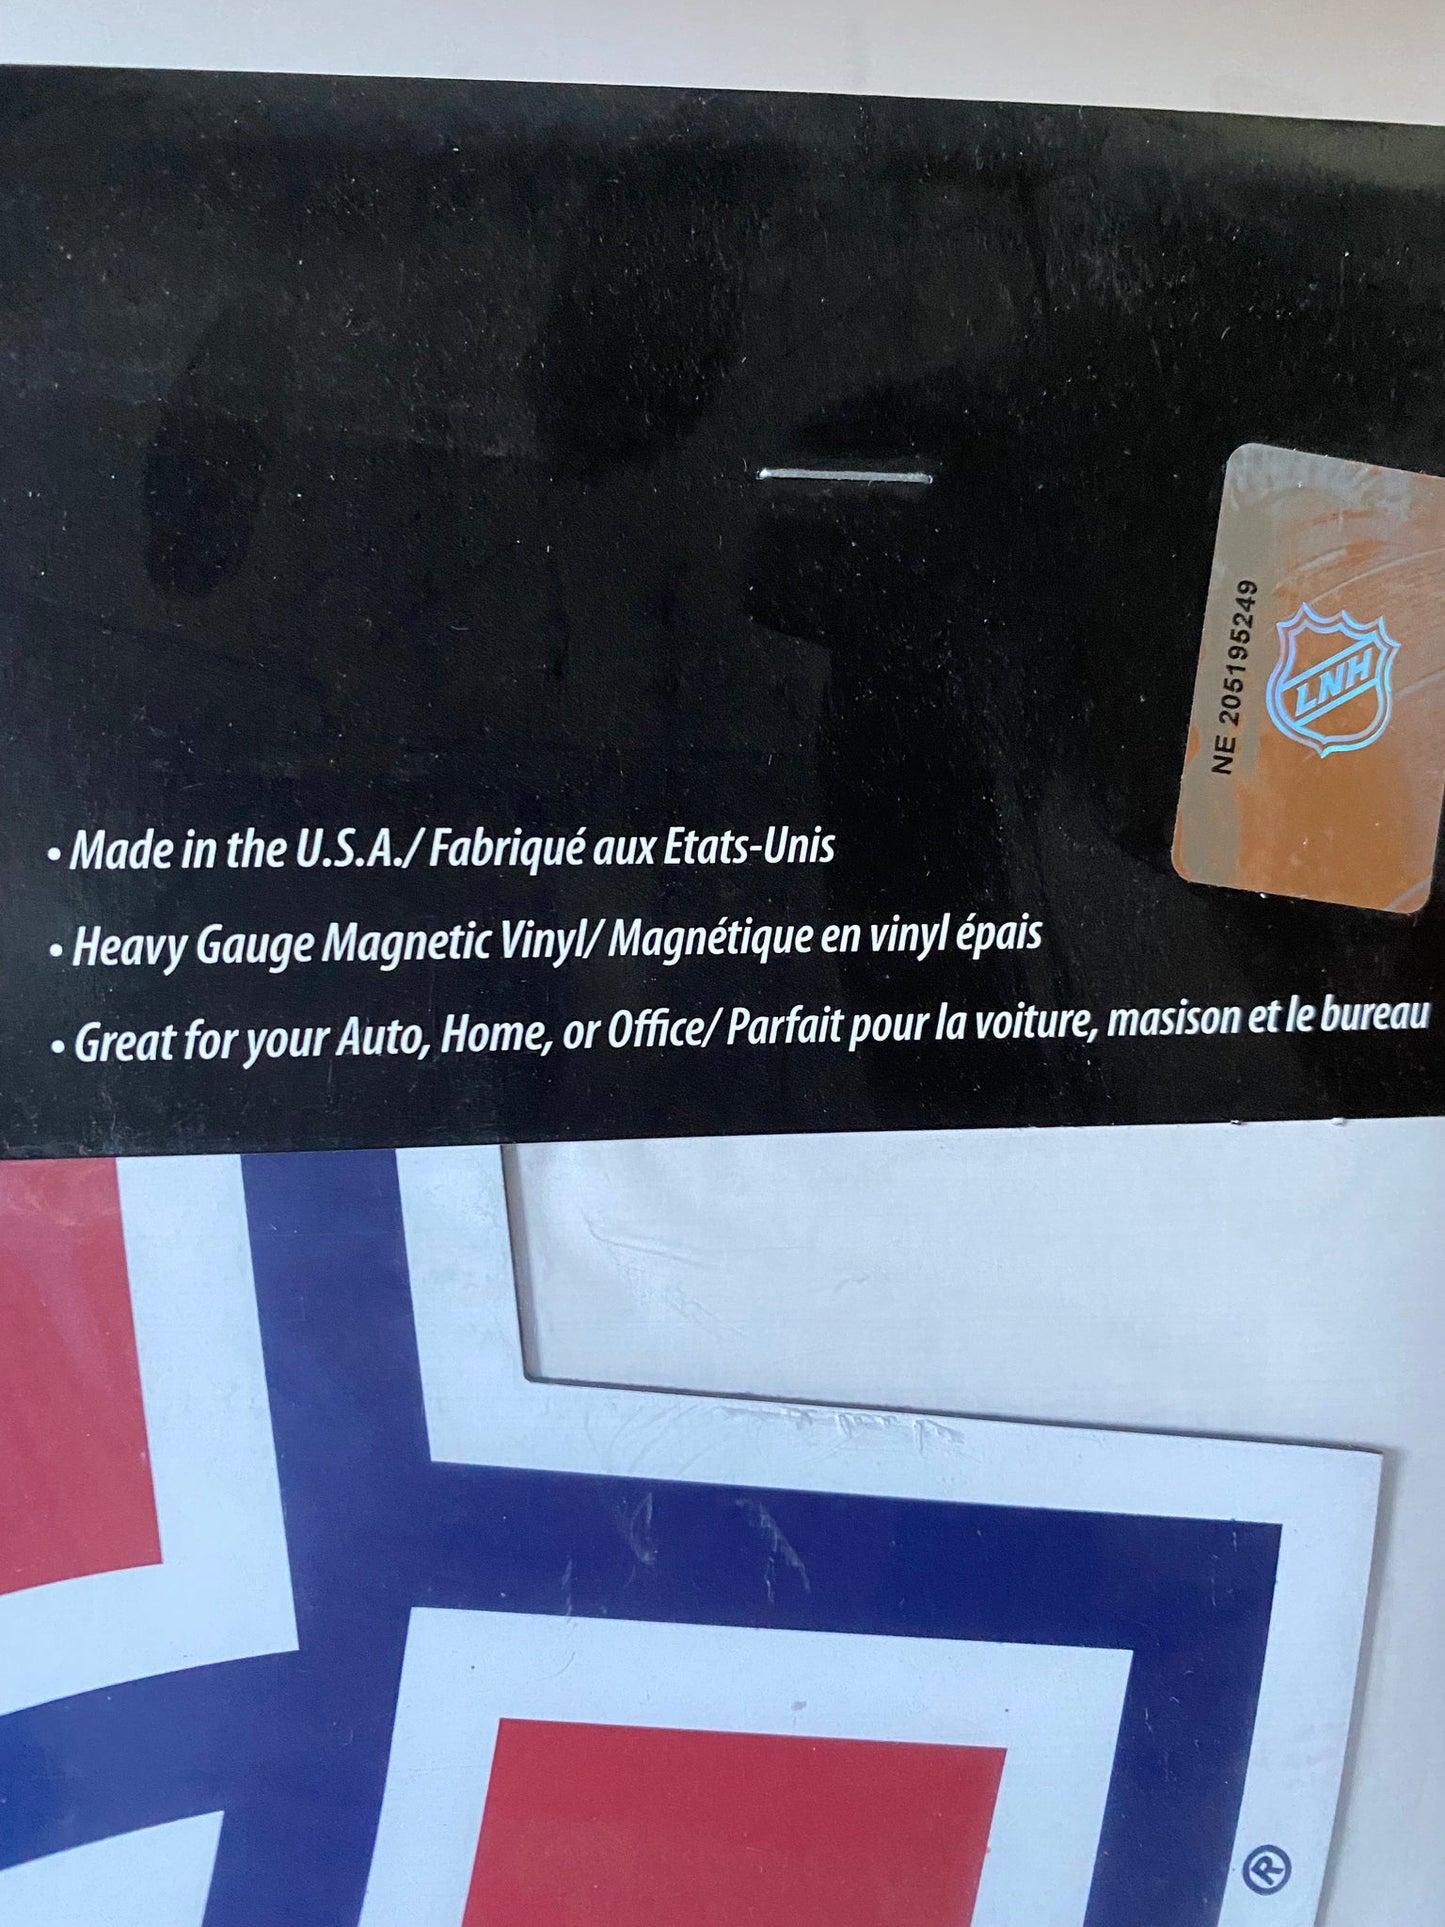 NE 205195249
LNH
• Made in the U.S.A./ Fabriqué aux Etats-Unis
• Heavy Gauge Magnetic Vinyl/ Magnétique en vinyl épais
• Great for your Auto, Home, or Office/ Parfait pour la voiture, masison et le bureau
®